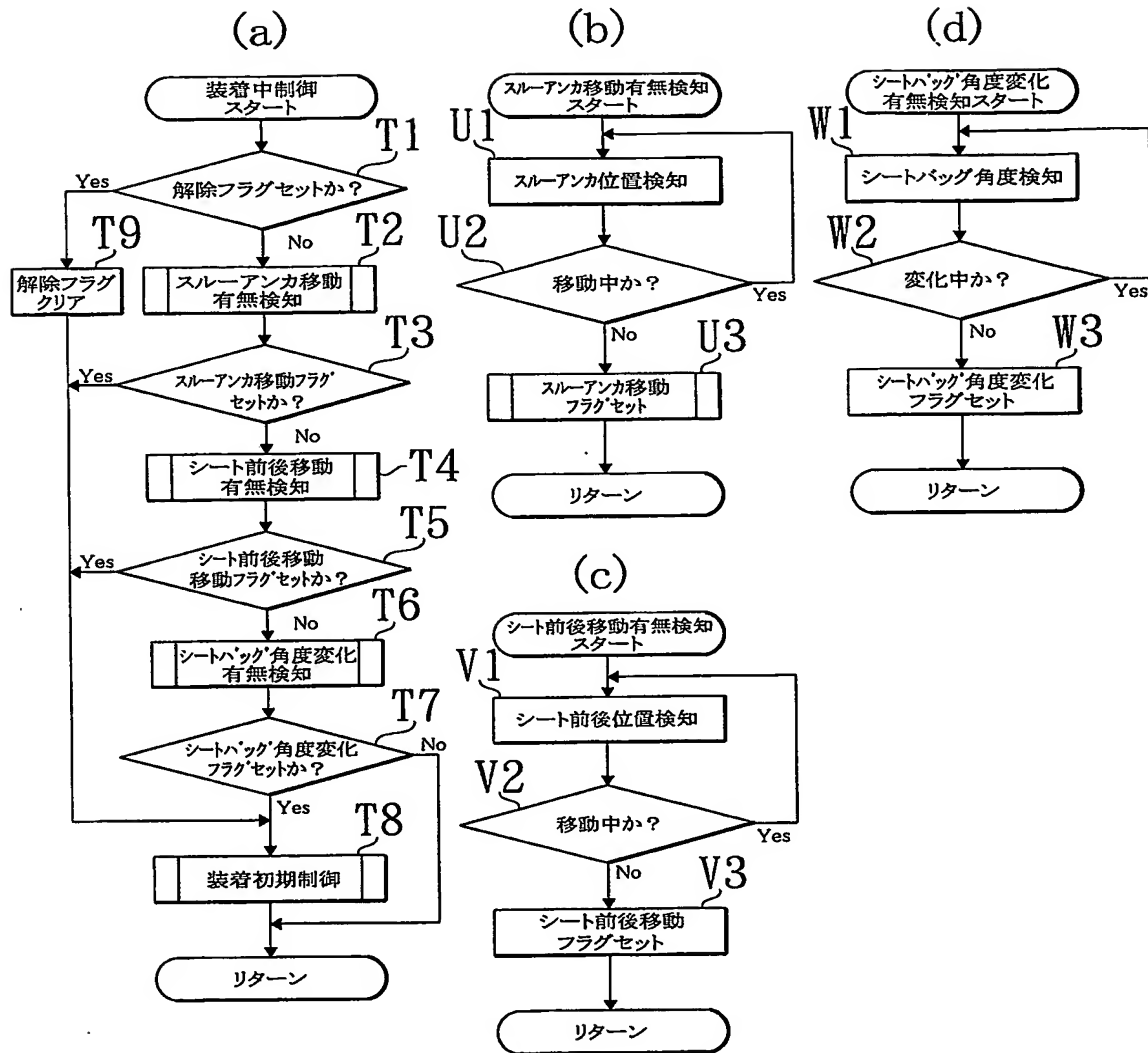 (a)
装着中制御
スタート
T1
解除フラグセットか？
Yes
No
T9
解除フラグ
クリア
T2
スルーアンカ移動
有無検知
T3
スルーアンカ移動フラグ
セットか？
Yes
No
シート前後移動
有無検知
T4
T5
シート前後移動
移動フラグセットか？
Yes
No
T6
シートバッグ角度変化
有無検知
T7
シートバッグ角度変化
フラグセットか？
No
Yes
T8
装着初期制御
リターン
(b)
スルーアンカ移動有無検知
スタート
U1
スルーアンカ位置検知
U2
移動中か？
Yes
No
U3
スルーアンカ移動
フラグセット
リターン
(c)
シート前後移動有無検知
スタート
V1
シート前後位置検知
V2
移動中か？
Yes
No
V3
シート前後移動
フラグセット
リターン
(d)
シートバッグ角度変化
有無検知スタート
W1
シートバッグ角度検知
W2
変化中か？
Yes
No
W3
シートバッグ角度変化
フラグセット
リターン